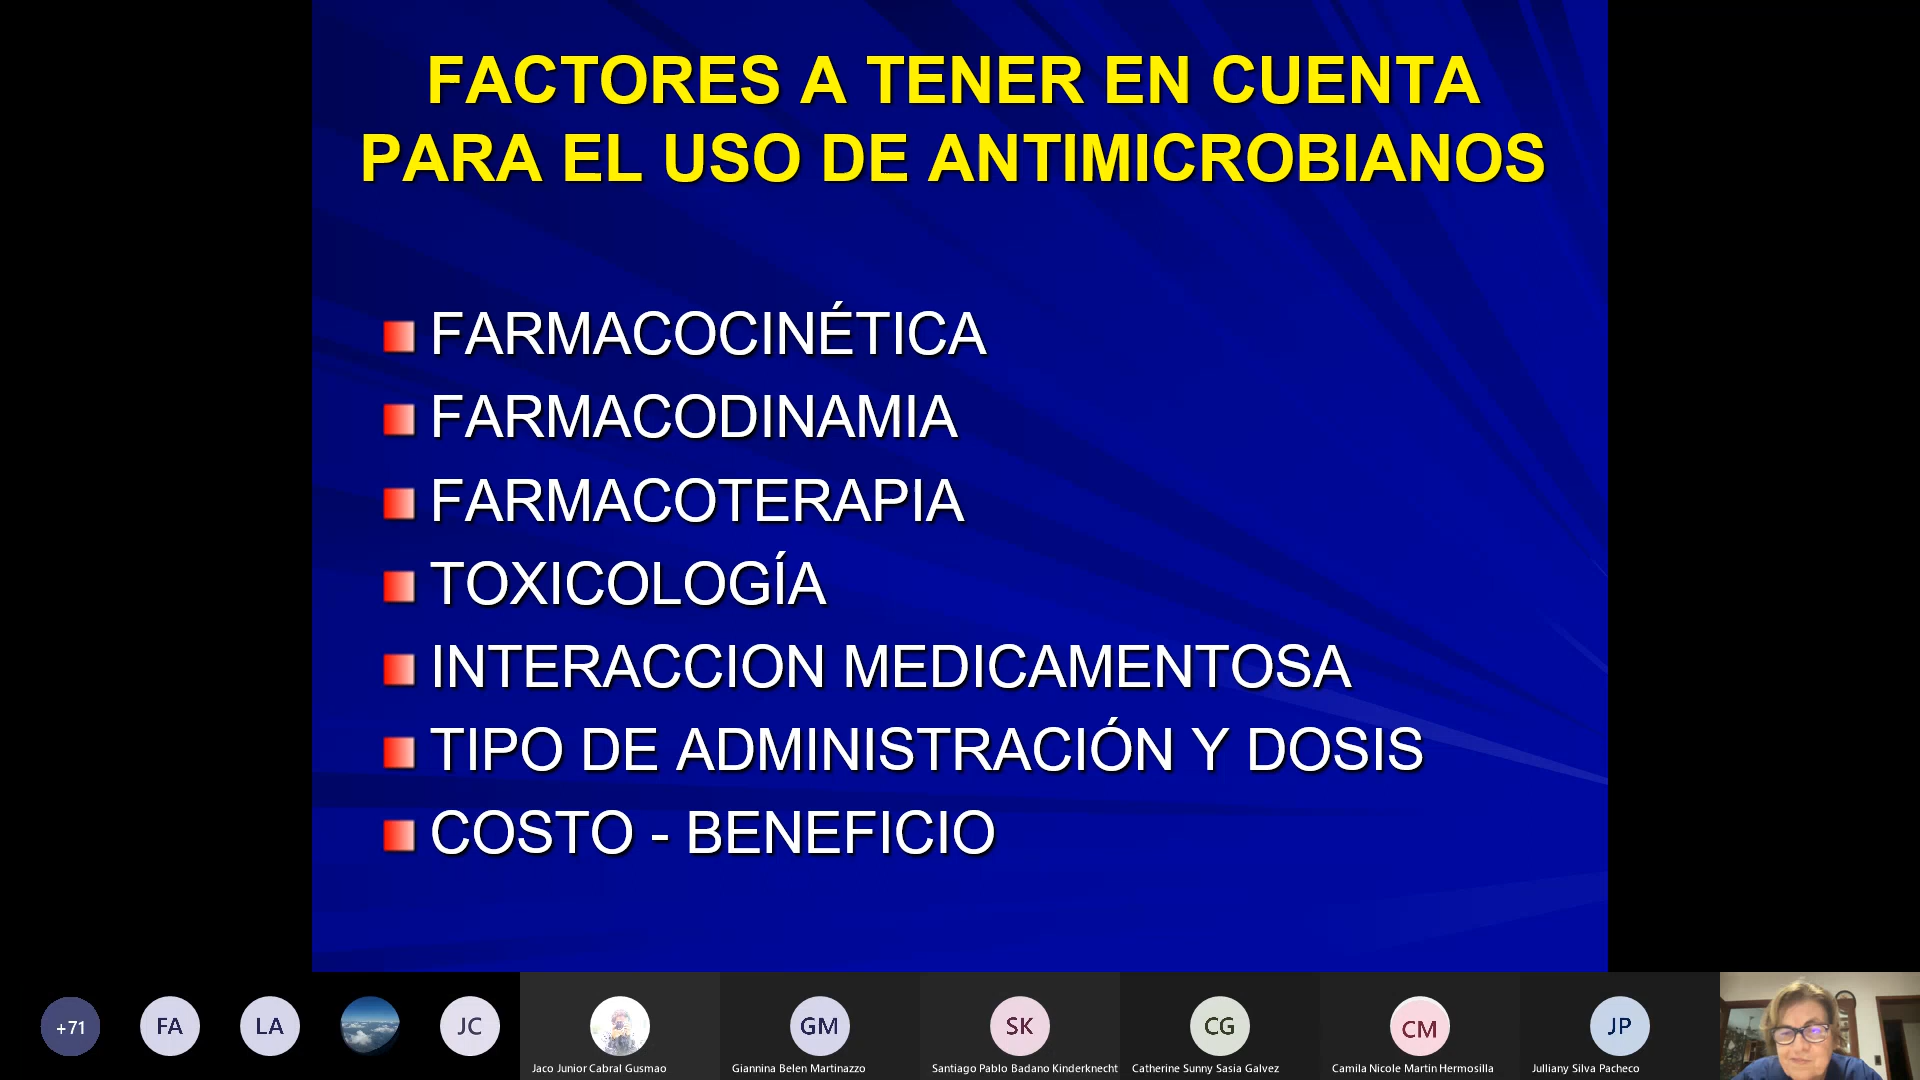 FACTORES A TENER EN CUENTA
PARA EL USO DE ANTIMICROBIANOS
FARMACOCINÉTICA
FARMACODINAMIA
FARMACOTERAPIA
TOXICOLOGÍA
INTERACCION MEDICAMENTOSA
TIPO DE ADMINISTRACIÓN Y DOSIS
COSTO - BENEFICIO
+71
FA
LA
JC
GM
SK
CG
CM
JP
Jaco Junior Cabral Gusmao
Giannina Belen Martinazzo
Santiago Pablo Badano Kinderknecht
Catherine Sunny Sasia Galvez
Camila Nicole Martin Hermosilla
Julliany Silva Pacheco